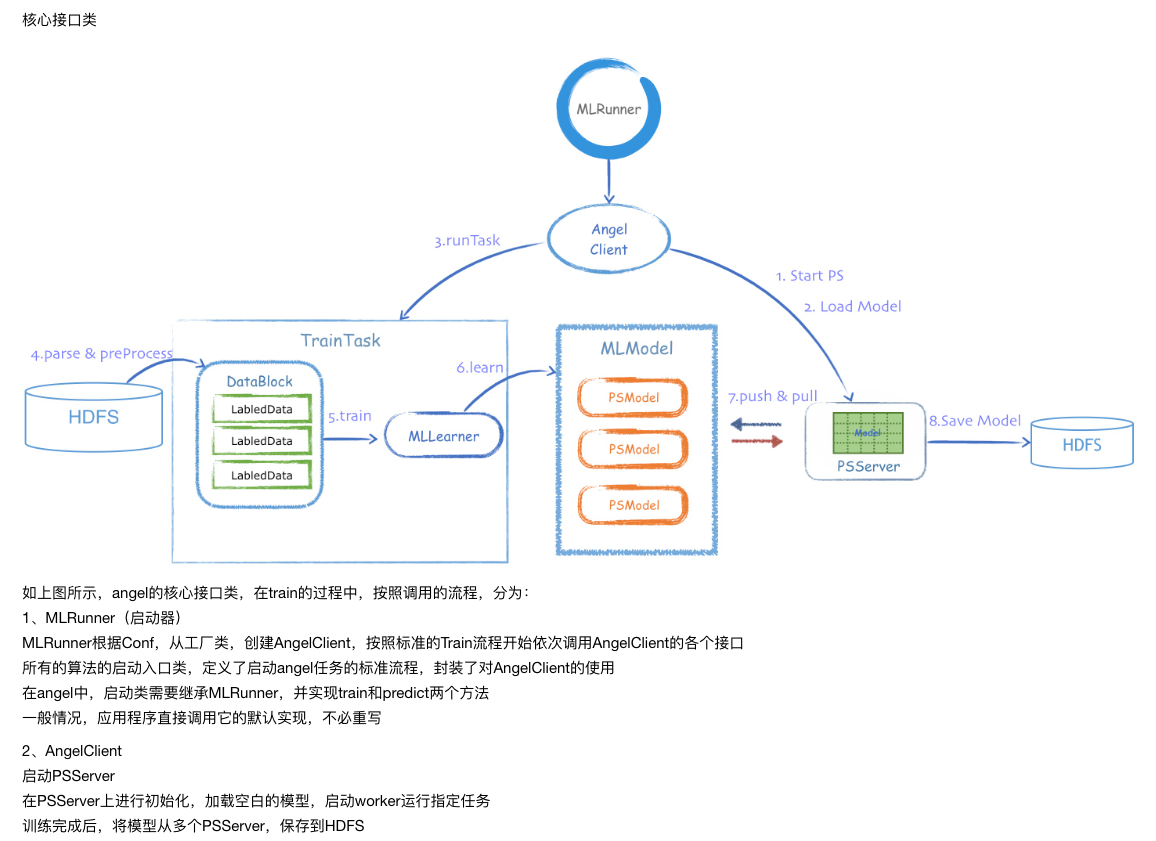 核心接口类
MLRunner
Angel
Client
3.runTask
1. Start PS
2. Load Model
TrainTask
MLModel
4.parse & preProcess
HDFS
DataBlock
LabledData
LabledData
LabledData
5.train
MLLearner
6.learn
PSModel
PSModel
PSModel
7.push & pull
Model
PSServer
8.Save Model
HDFS
如上图所示，angel的核心接口类，在train的过程中，按照调用的流程，分为：
1、MLRunner（启动器）
MLRunner根据Conf，从工厂类，创建AngelClient，按照标准的Train流程开始依次调用AngelClient的各个接口
所有的算法的启动入口类，定义了启动angel任务的标准流程，封装了对AngelClient的使用
在angel中，启动类需要继承MLRunner，并实现train和predict两个方法
一般情况，应用程序直接调用它的默认实现，不必重写
2、AngelClient
启动PSServer
在PSServer上进行初始化，加载空白的模型，启动worker运行指定任务
训练完成后，将模型从多个PSServer，保存到HDFS